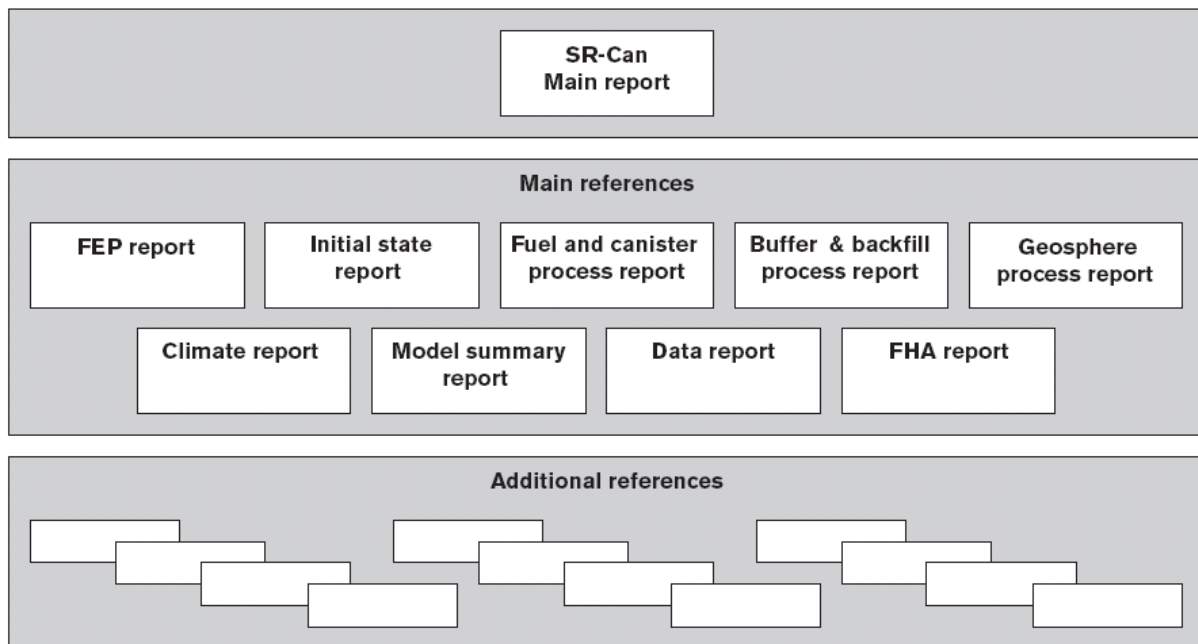 SR-Can
Main report
Main references
FEP report
Initial state
report
Fuel and canister
process report
Buffer & backfill
process report
Geosphere
process report
Climate report
Model summary
report
Data report
FHA report
Additional references